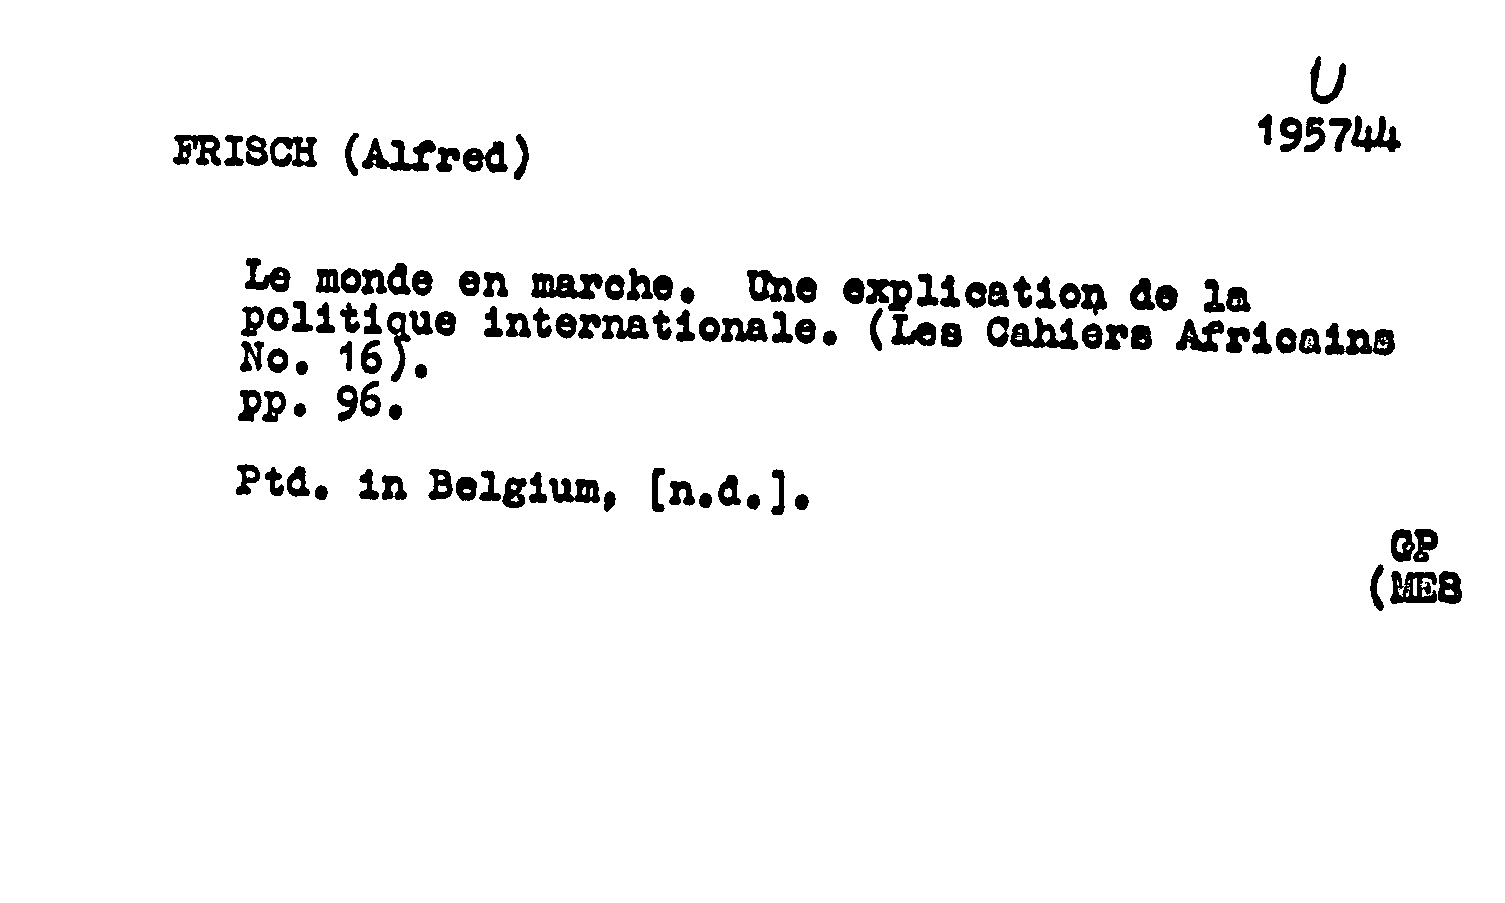 U
195744
FRISCH (Alfred)
Le monde en marche. Une explication de la
politique internationale. (Les Cahiers Africains
No. 16).
pp. 96.
Ptd. in Belgium, [n.d.].
GP
(ME8